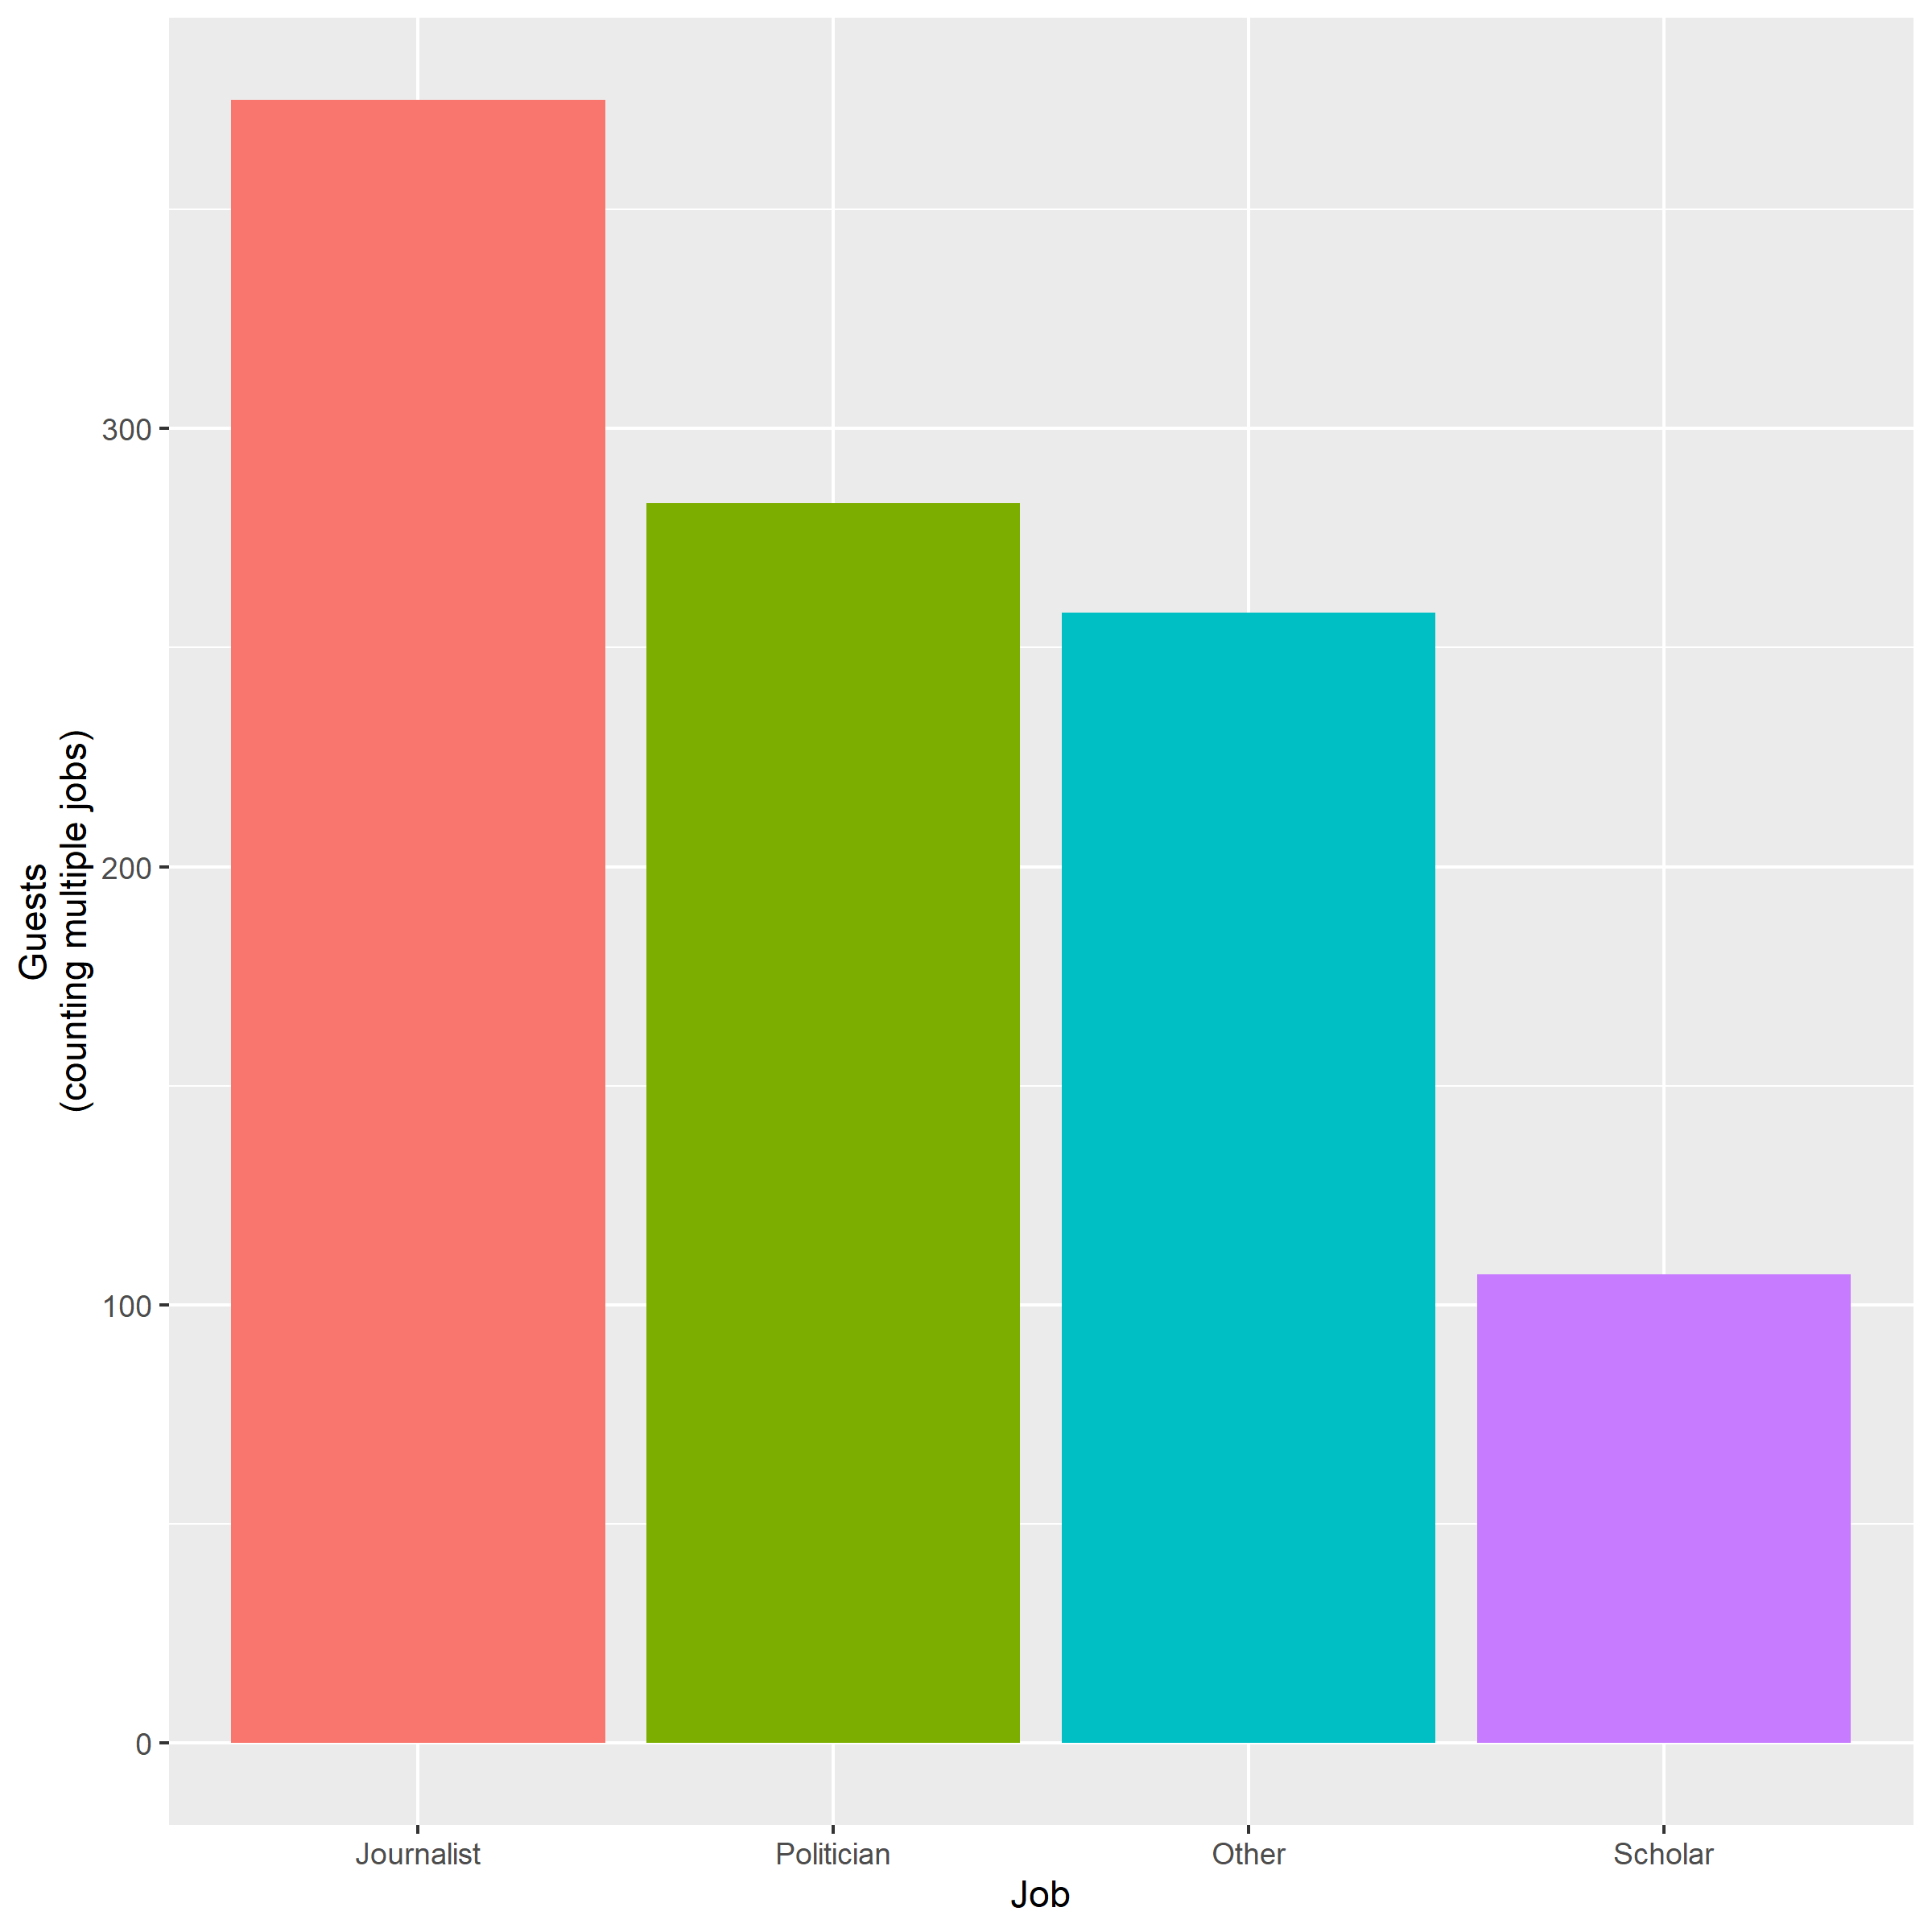 Guests
(counting multiple jobs)
300
200
100
0
Journalist
Politician
Other
Scholar
Job